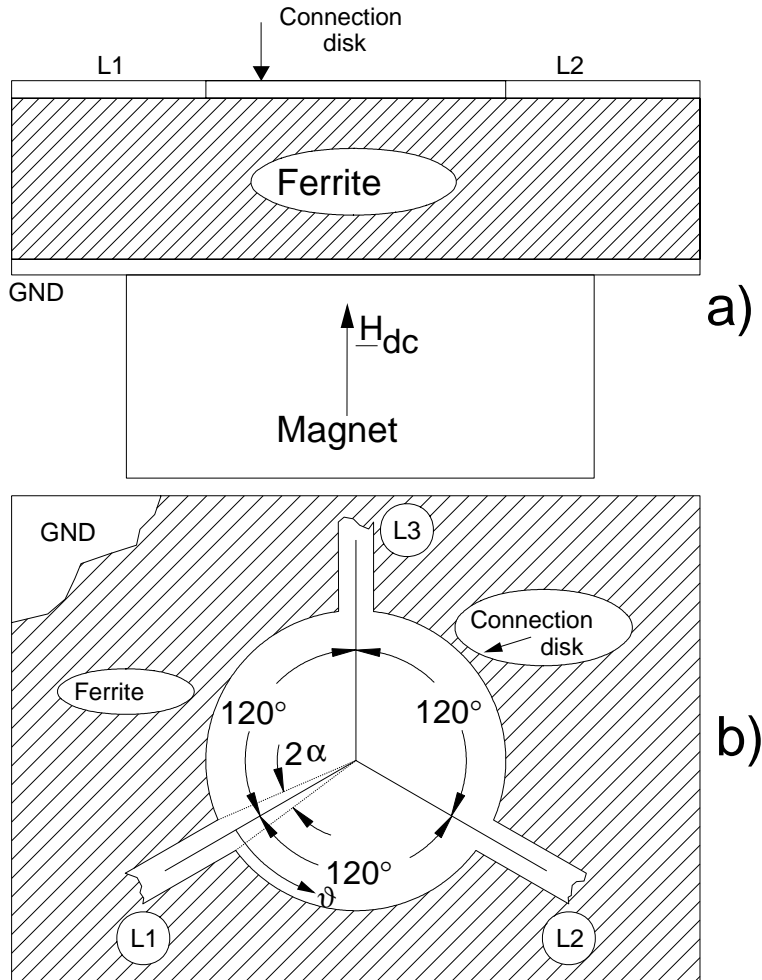 Connection
disk
L1
L2
Ferrite
GND
a)
H dc
Magnet
GND
L3
Connection
disk
Ferrite
120°
120°
b)
2α
120°
ϑ
L1
L2